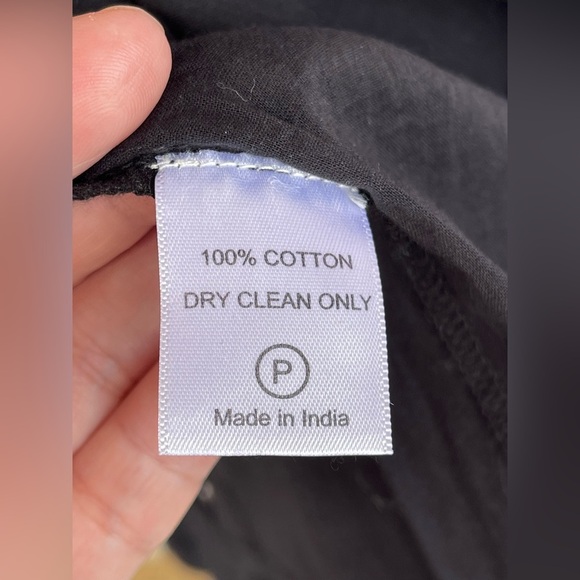 100% COTTON
DRY CLEAN ONLY
P
Made in India